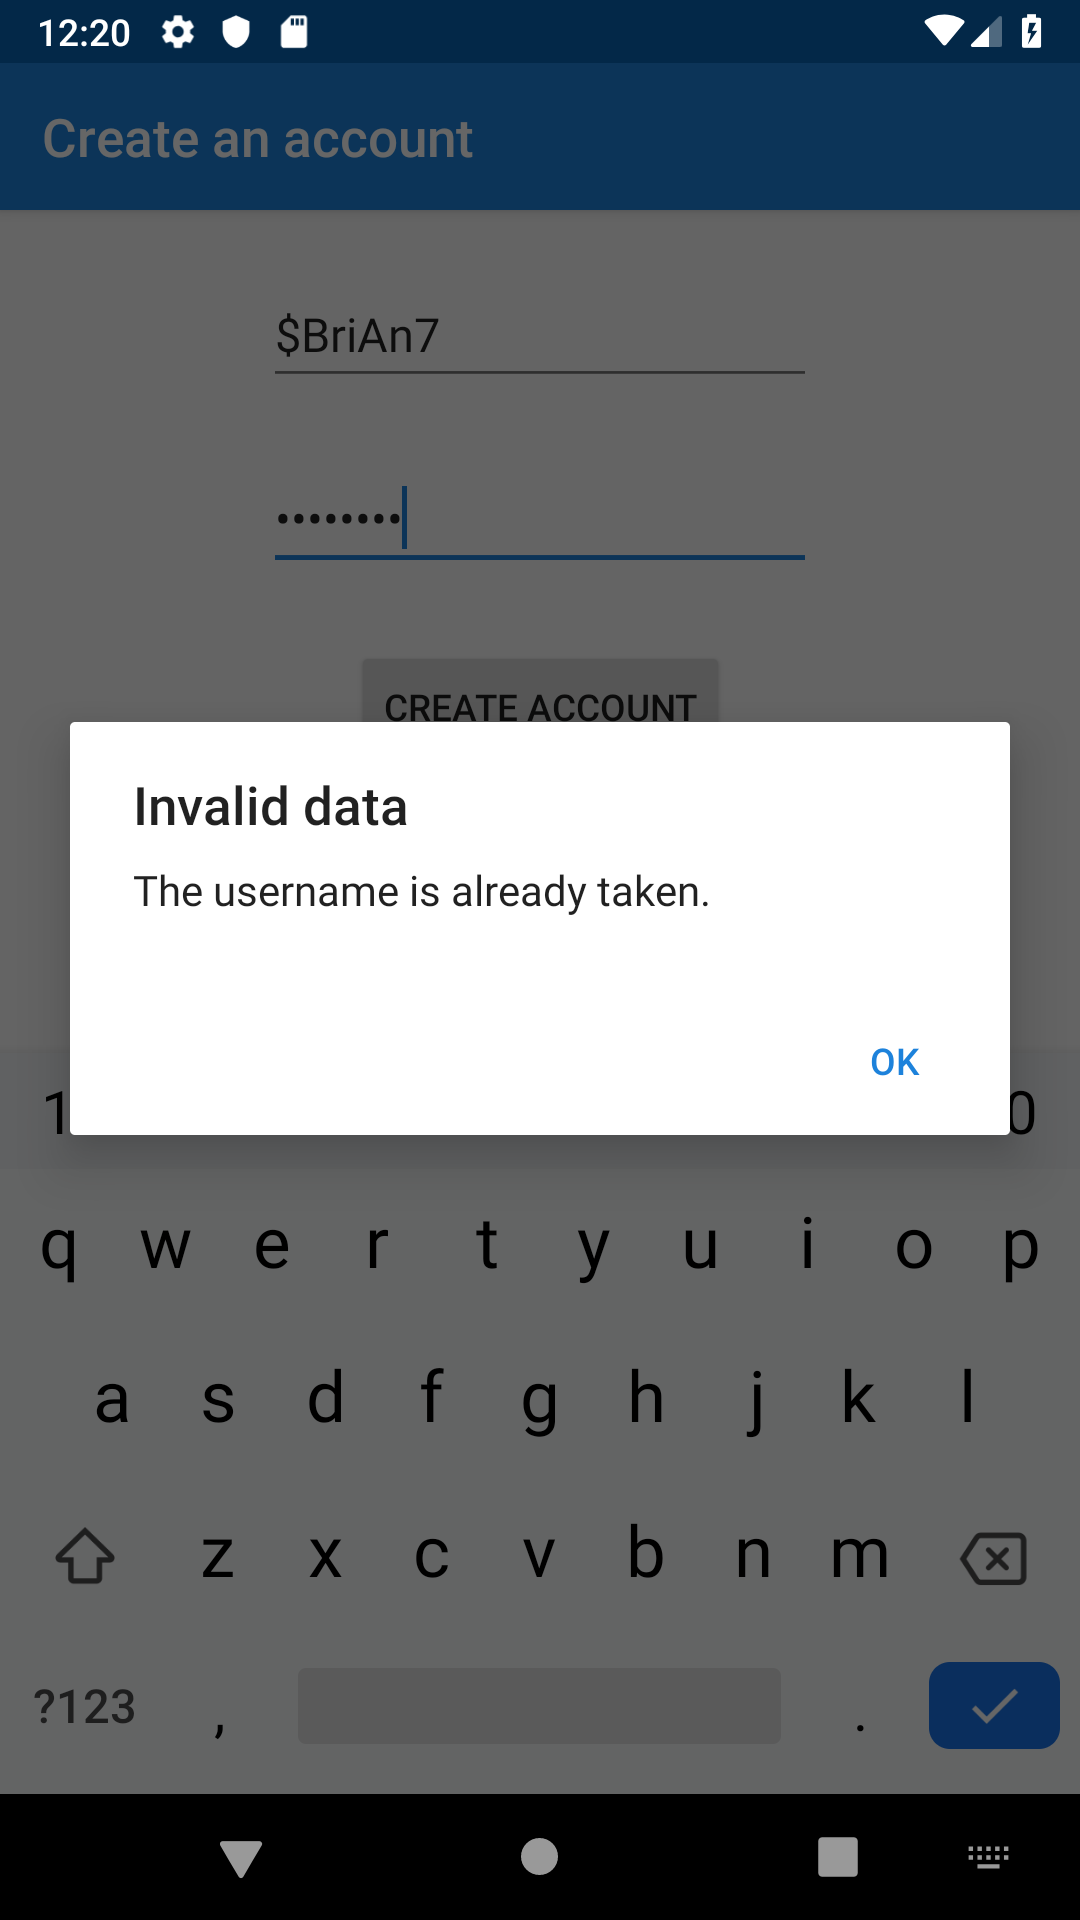 12:20
Create an account
$BriAn7
••••••••
CREATE ACCOUNT
Invalid data
The username is already taken.
OK
1 0
q w e r t y u i o p
a s d f g h j k l
z x c v b n m
?123 , .